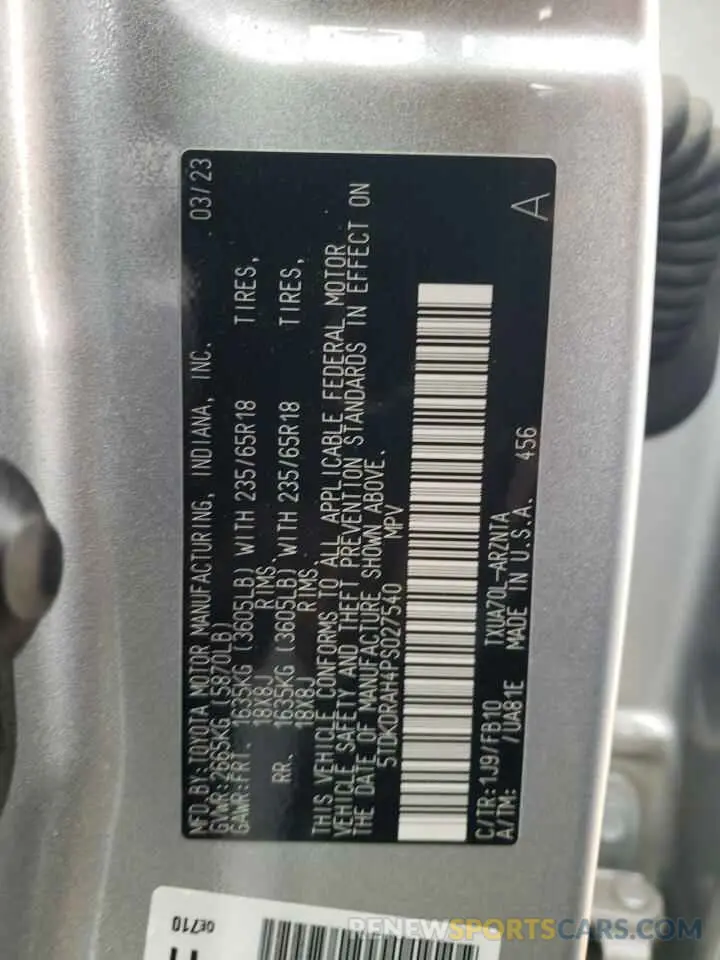 MFD.BY:TOYOTA MOTOR MANUFACTURING, INDIANA, INC. 03/23
GVWR:2665KG (5870LB)
GAWR:FRT. 1635KG (3605LB) WITH 235/65R18 TIRES,
18X8J RIMS,
RR. 1635KG (3605LB) WITH 235/65R18 TIRES,
18X8J RIMS.
THIS VEHICLE CONFORMS TO ALL APPLICABLE FEDERAL MOTOR
VEHICLE SAFETY AND THEFT PREVENTION STANDARDS IN EFFECT ON
THE DATE OF MANUFACTURE SHOWN ABOVE.
5TDKDRAH4PS027540 MPV
A
C/TR:1J9/FB10 TXUA70L-ARZNTA
A/TM: /UA81E MADE IN U.S.A. 456
0E710
RENEWSPORTSCARS.COM